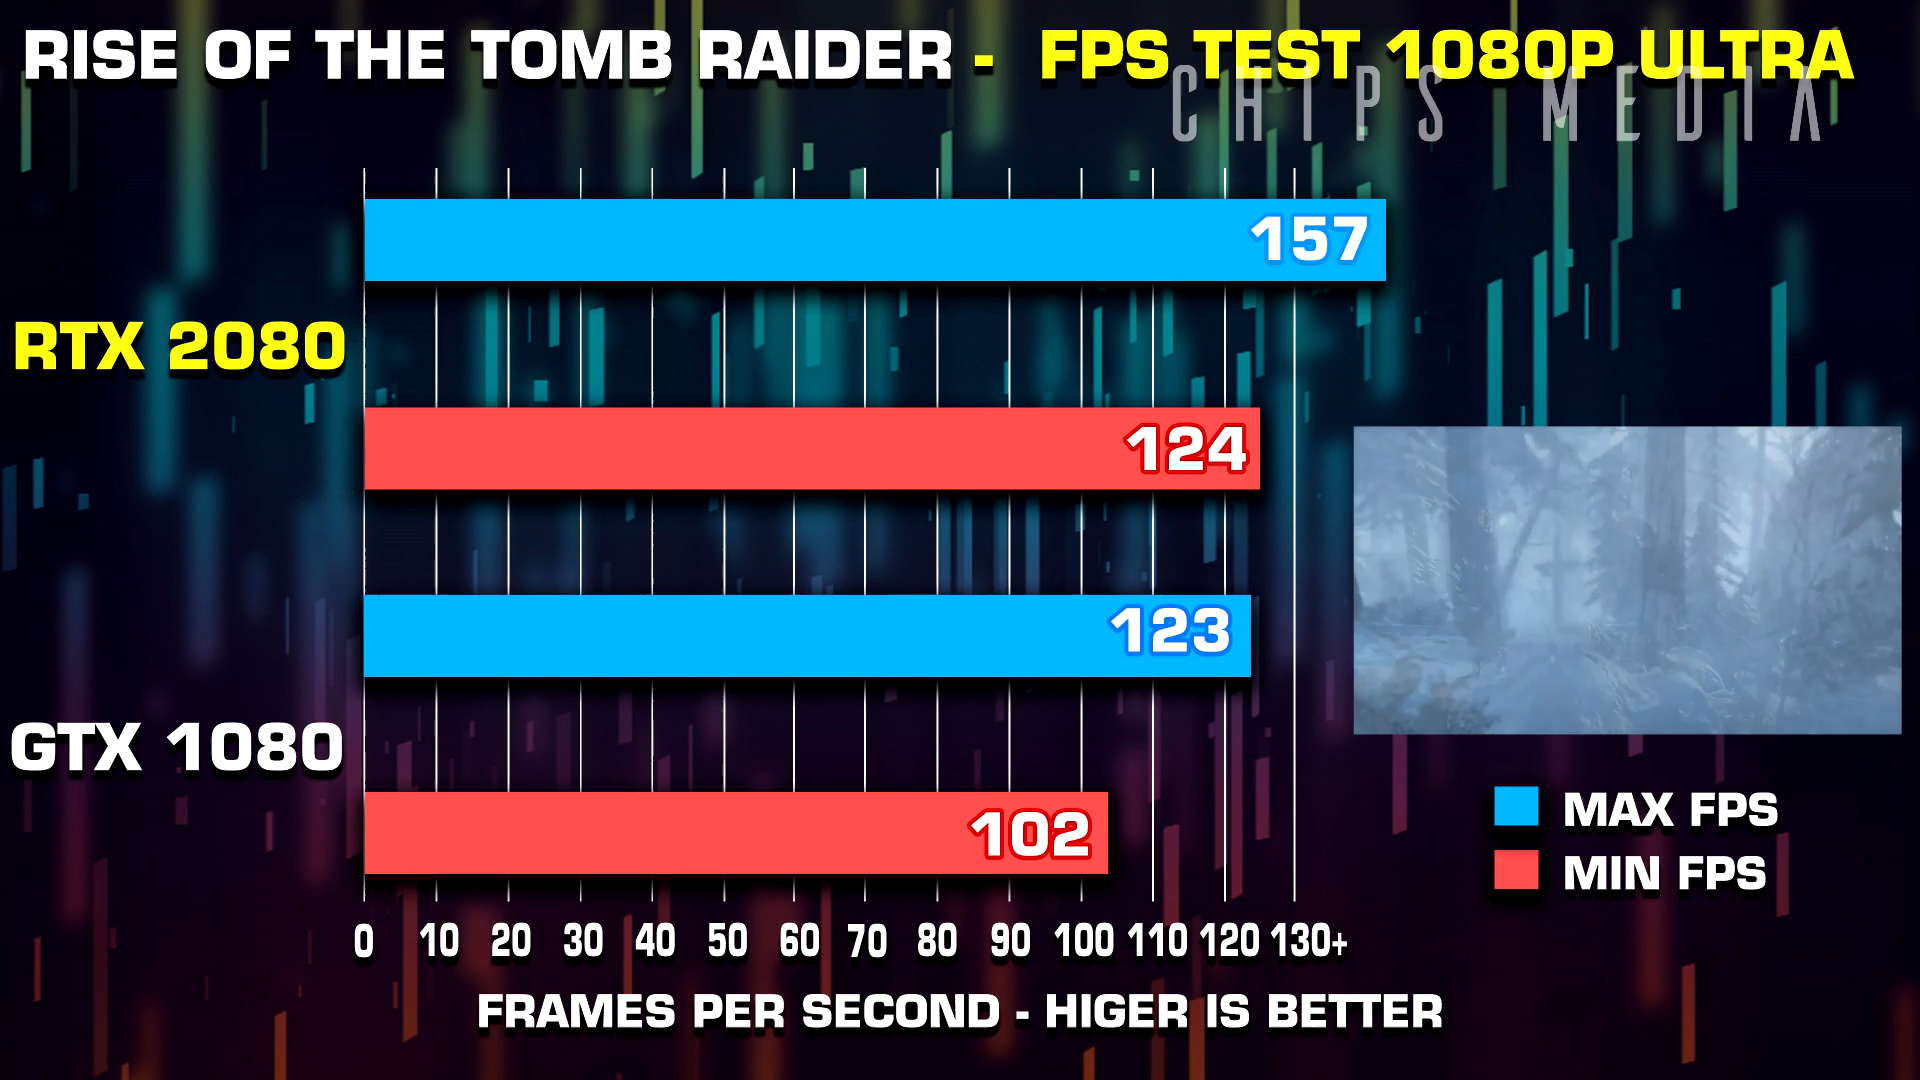 RISE OF THE TOMB RAIDER - FPS TEST 1080P ULTRA
CHIPS MEDIA
157
RTX 2080
124
123
GTX 1080
102
MAX FPS
MIN FPS
0 10 20 30 40 50 60 70 80 90 100 110 120 130+
FRAMES PER SECOND - HIGER IS BETTER